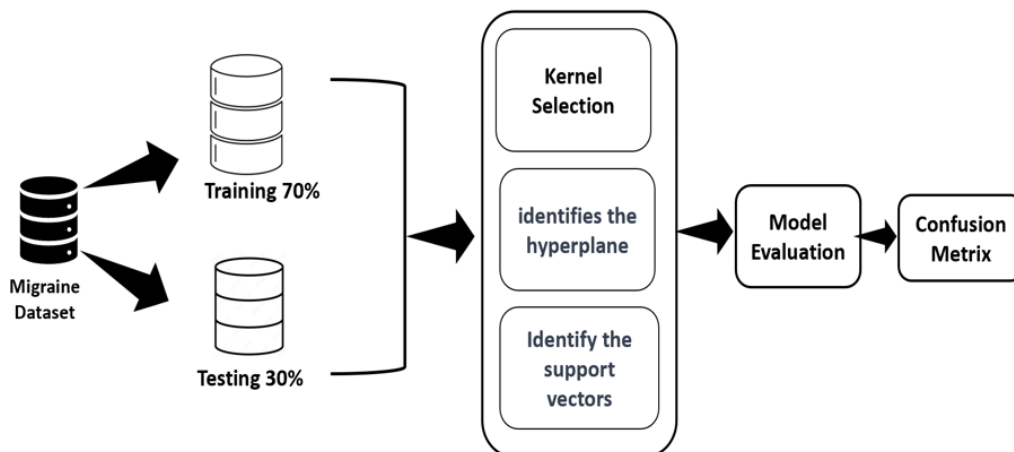 Migraine
Dataset
Training 70%
Testing 30%
Kernel
Selection
identifies the
hyperplane
Identify the
support
vectors
Model
Evaluation
Confusion
Metrix